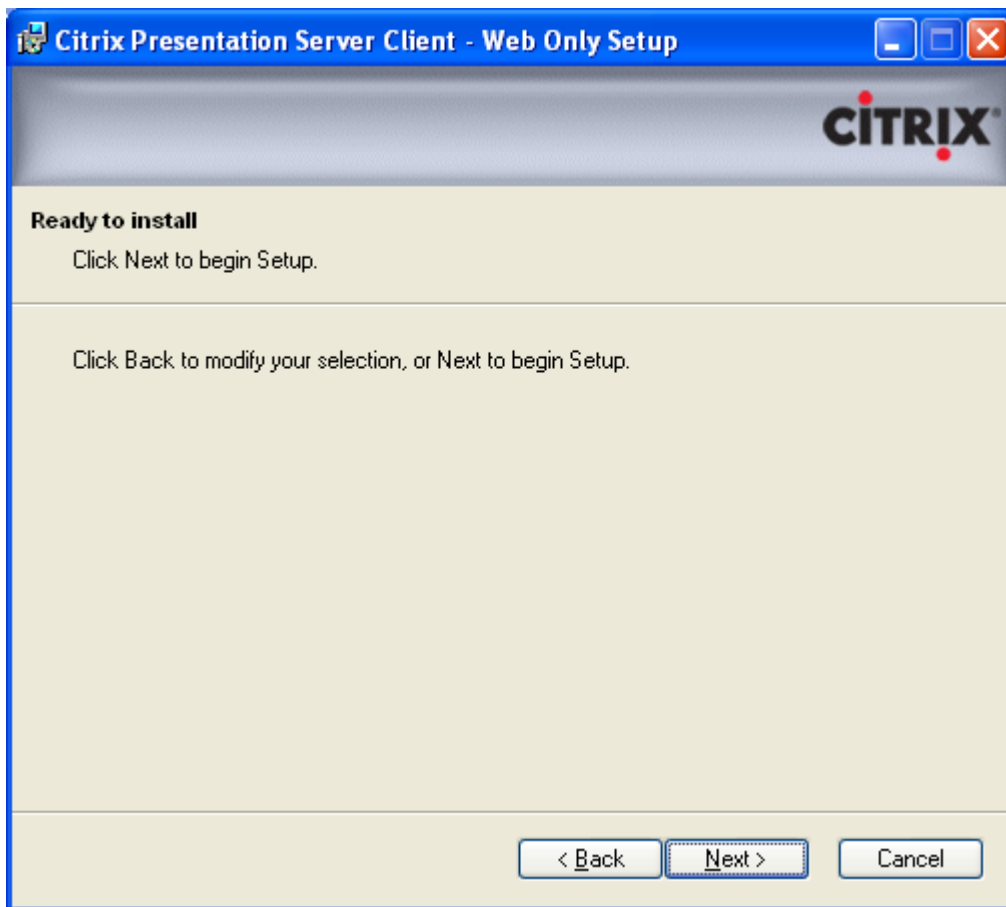 Citrix Presentation Server Client - Web Only Setup
CiTRIX®
Ready to install
Click Next to begin Setup.
Click Back to modify your selection, or Next to begin Setup.
< Back Next > Cancel